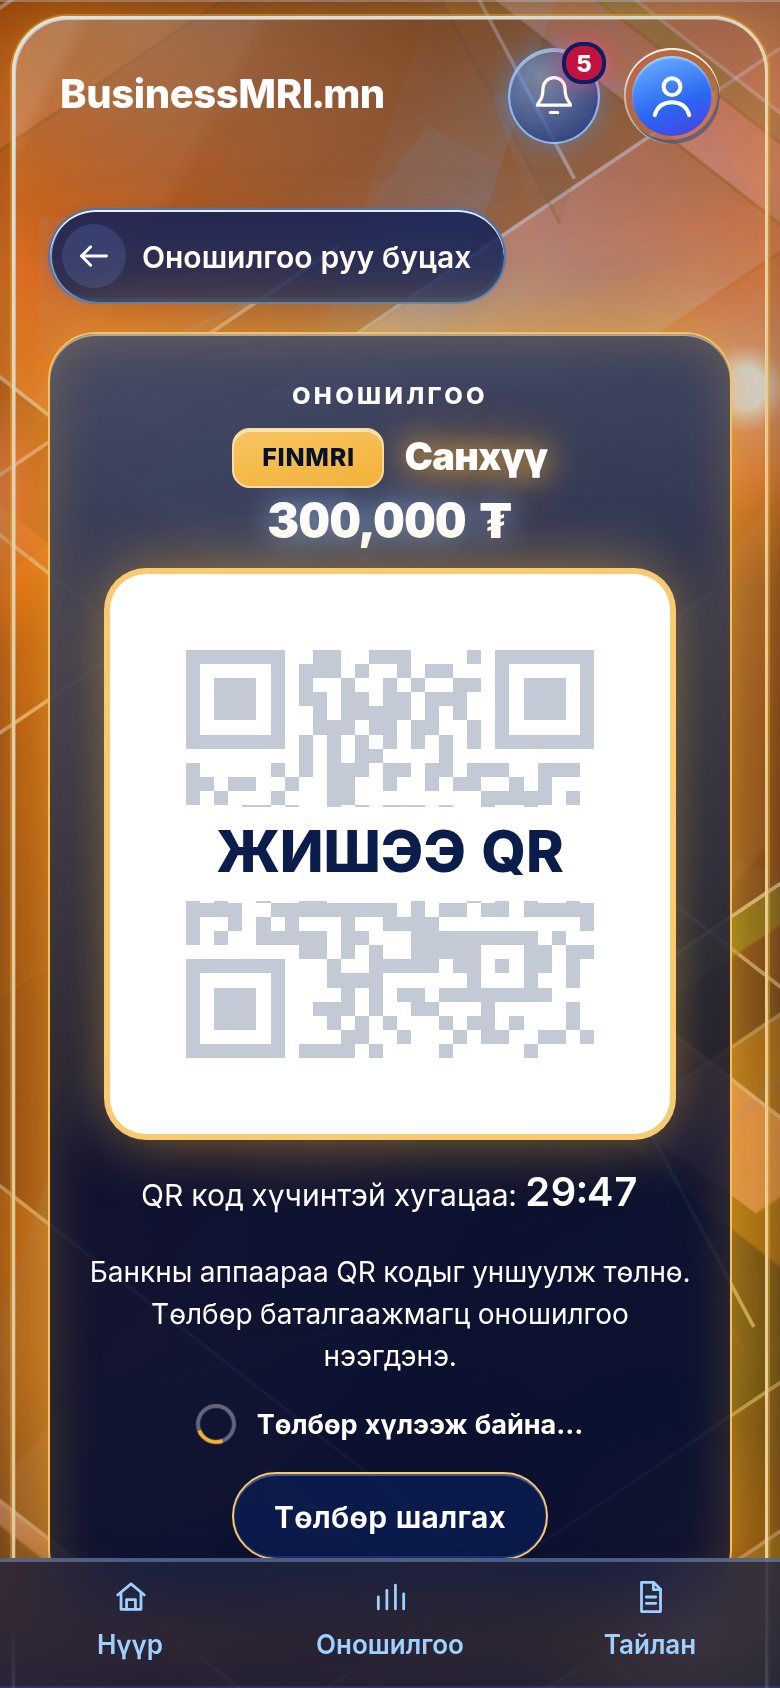 BusinessMRI.mn
5
Оношилгоо руу буцах
ОНОШИЛГОО
FINMRI Санхүү
300,000 ₮
ЖИШЭЭ QR
QR код хүчинтэй хугацаа: 29:47
Банкны аппаараа QR кодыг уншуулж төлнө.
Төлбөр баталгаажмагц оношилгоо
нээгдэнэ.
Төлбөр хүлээж байна...
Төлбөр шалгах
Нүүр Оношилгоо Тайлан